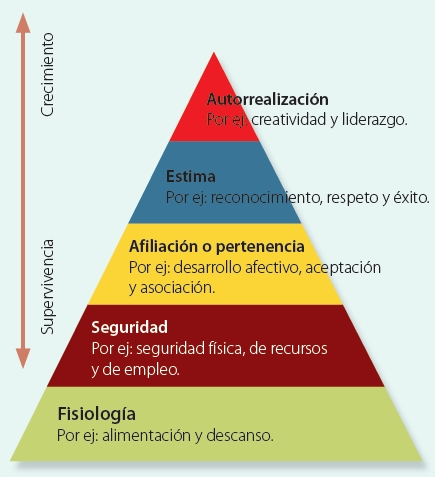 Crecimiento
Supervivencia
Autorrealización
Por ej: creatividad y liderazgo.
Estima
Por ej: reconocimiento, respeto y éxito.
Afiliación o pertenencia
Por ej: desarrollo afectivo, aceptación
y asociación.
Seguridad
Por ej: seguridad física, de recursos
y de empleo.
Fisiología
Por ej: alimentación y descanso.